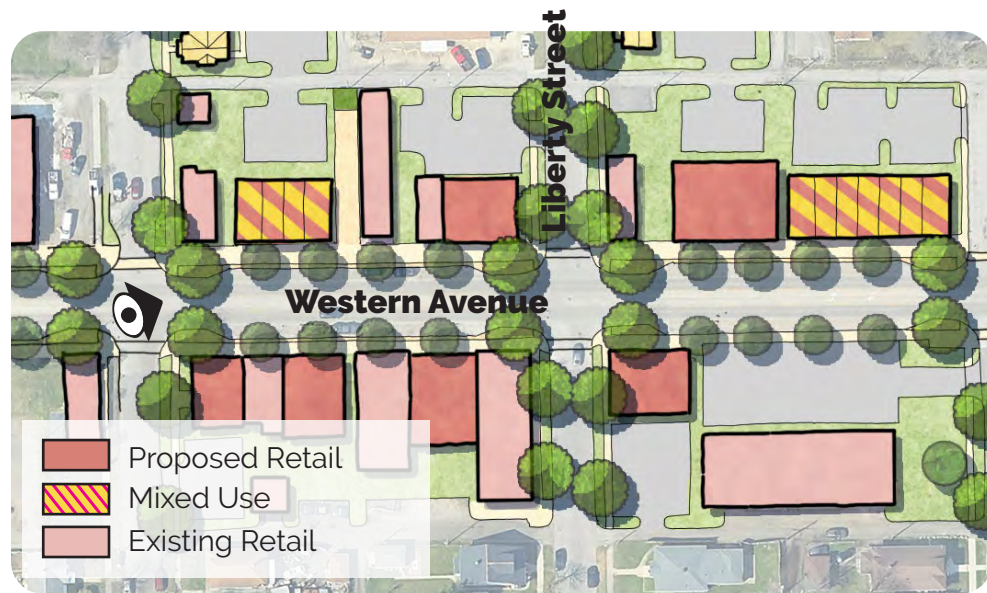 Liberty Street
Western Avenue
Proposed Retail
Mixed Use
Existing Retail